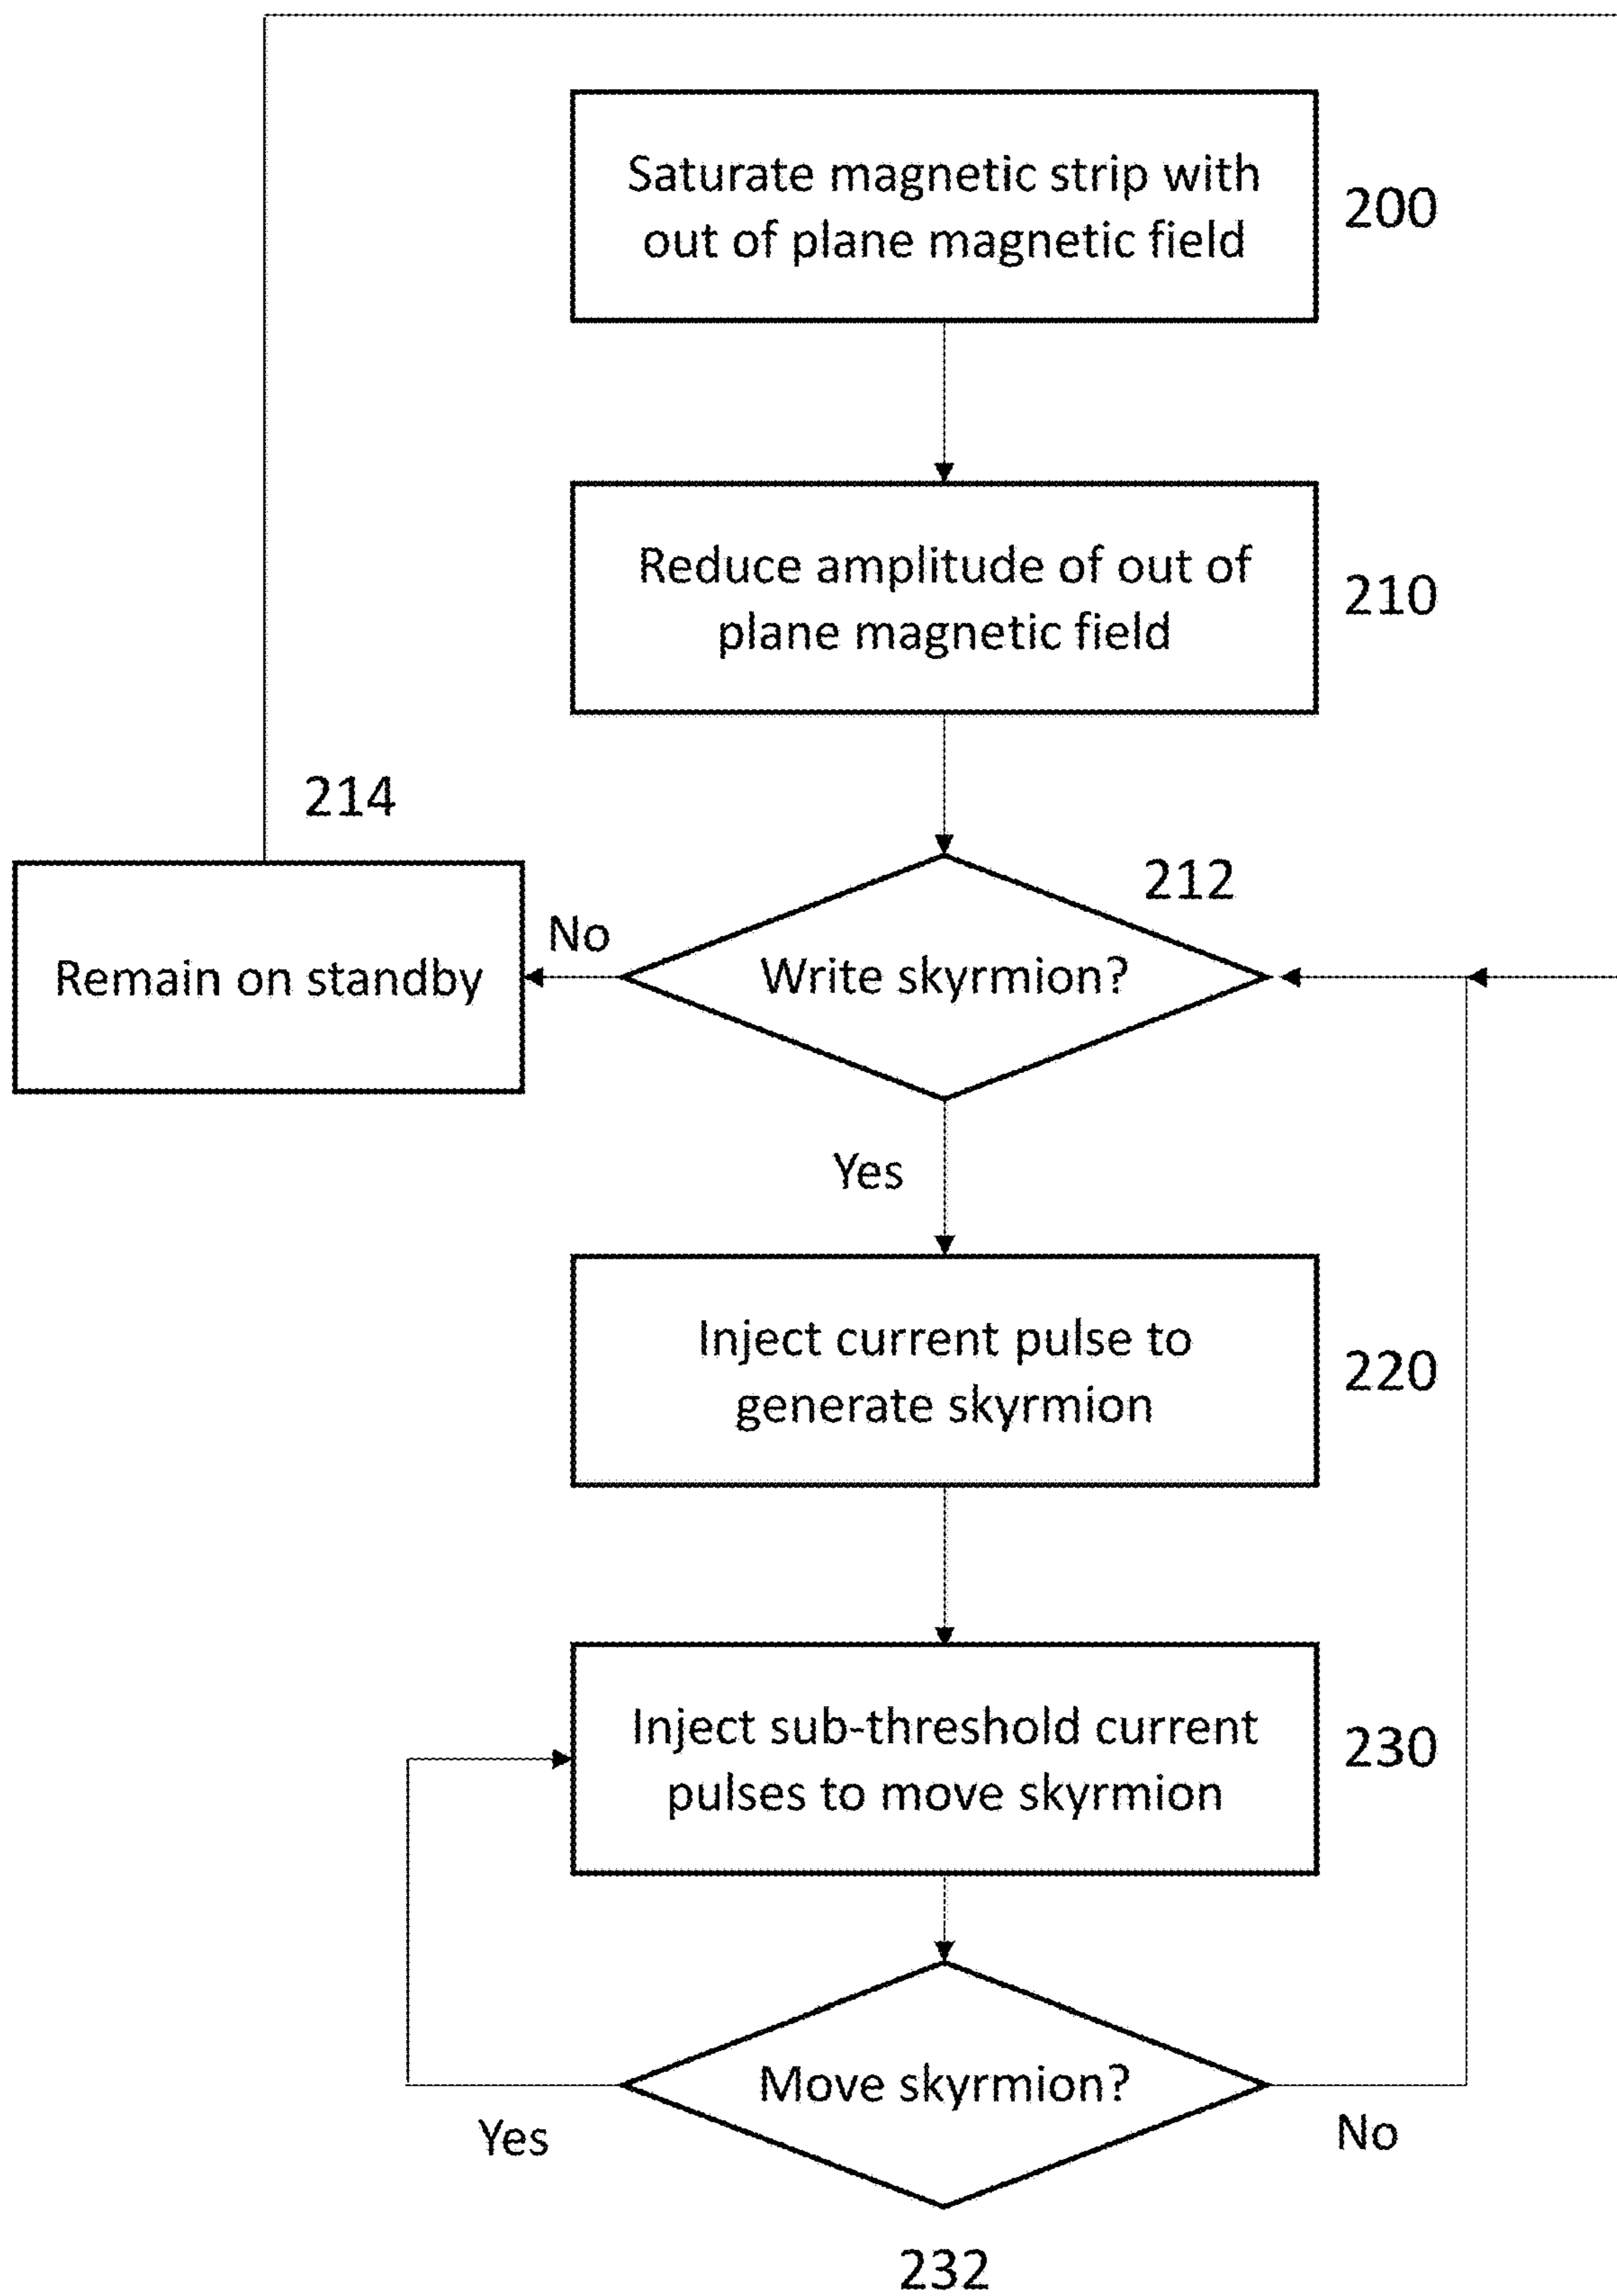 Saturate magnetic strip with
out of plane magnetic field
200
Reduce amplitude of out of
plane magnetic field
210
214
212
Remain on standby
No
Write skyrmion?
Yes
Inject current pulse to
generate skyrmion
220
Inject sub-threshold current
pulses to move skyrmion
230
Move skyrmion?
Yes
No
232